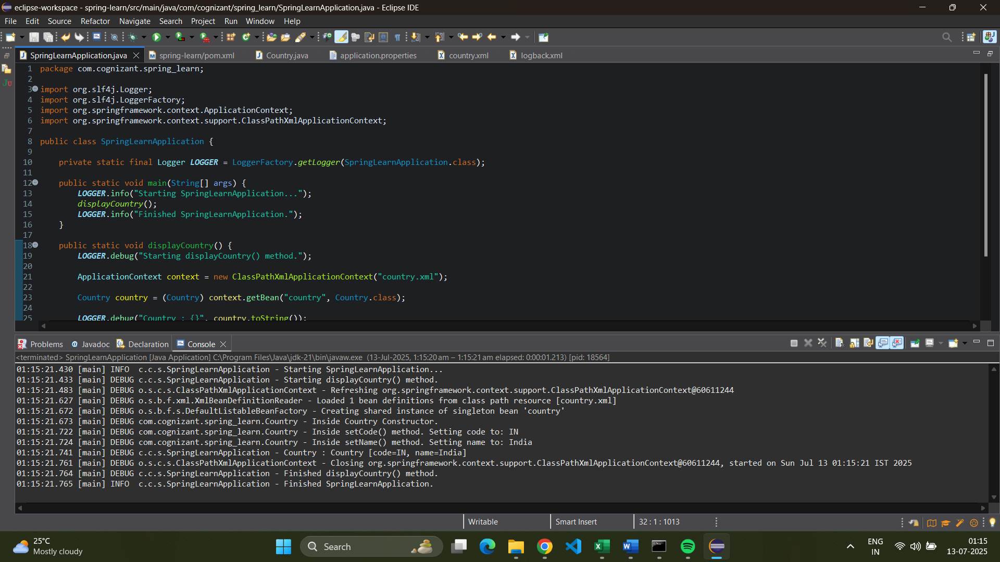 eclipse-workspace - spring-learn/src/main/java/com/cognizant/spring_learn/SpringLearnApplication.java - Eclipse IDE
File Edit Source Refactor Navigate Search Project Run Window Help
SpringLearnApplication.java spring-learn/pom.xml Country.java application.properties country.xml logback.xml
1 package com.cognizant.spring_learn;
2
3 import org.slf4j.Logger;
4 import org.slf4j.LoggerFactory;
5 import org.springframework.context.ApplicationContext;
6 import org.springframework.context.support.ClassPathXmlApplicationContext;
7
8 public class SpringLearnApplication {
9
10 private static final Logger LOGGER = LoggerFactory.getLogger(SpringLearnApplication.class);
11
12 public static void main(String[] args) {
13 LOGGER.info("Starting SpringLearnApplication...");
14 displayCountry();
15 LOGGER.info("Finished SpringLearnApplication.");
16 }
17
18 public static void displayCountry() {
19 LOGGER.debug("Starting displayCountry() method.");
20
21 ApplicationContext context = new ClassPathXmlApplicationContext("country.xml");
22
23 Country country = (Country) context.getBean("country", Country.class);
24
25 LOGGER.debug("Country : {}", country.toString());
Problems Javadoc Declaration Console
<terminated> SpringLearnApplication [Java Application] C:\Program Files\Java\jdk-21\bin\javaw.exe (13-Jul-2025, 1:15:20 am – 1:15:21 am elapsed: 0:00:01.213) [pid: 18564]
01:15:21.430 [main] INFO  c.c.s.SpringLearnApplication - Starting SpringLearnApplication...
01:15:21.433 [main] DEBUG c.c.s.SpringLearnApplication - Starting displayCountry() method.
01:15:21.483 [main] DEBUG o.s.c.s.ClassPathXmlApplicationContext - Refreshing org.springframework.context.support.ClassPathXmlApplicationContext@60611244
01:15:21.627 [main] DEBUG o.s.b.f.xml.XmlBeanDefinitionReader - Loaded 1 bean definitions from class path resource [country.xml]
01:15:21.672 [main] DEBUG o.s.b.f.s.DefaultListableBeanFactory - Creating shared instance of singleton bean 'country'
01:15:21.673 [main] DEBUG com.cognizant.spring_learn.Country - Inside Country Constructor.
01:15:21.722 [main] DEBUG com.cognizant.spring_learn.Country - Inside setCode() method. Setting code to: IN
01:15:21.724 [main] DEBUG com.cognizant.spring_learn.Country - Inside setName() method. Setting name to: India
01:15:21.741 [main] DEBUG c.c.s.SpringLearnApplication - Country : Country [code=IN, name=India]
01:15:21.761 [main] DEBUG o.s.c.s.ClassPathXmlApplicationContext - Closing org.springframework.context.support.ClassPathXmlApplicationContext@60611244, started on Sun Jul 13 01:15:21 IST 2025
01:15:21.764 [main] DEBUG c.c.s.SpringLearnApplication - Finished displayCountry() method.
01:15:21.765 [main] INFO  c.c.s.SpringLearnApplication - Finished SpringLearnApplication.
Writable Smart Insert 32 : 1 : 1013
25°C
Mostly cloudy
Search
ENG
IN
01:15
13-07-2025